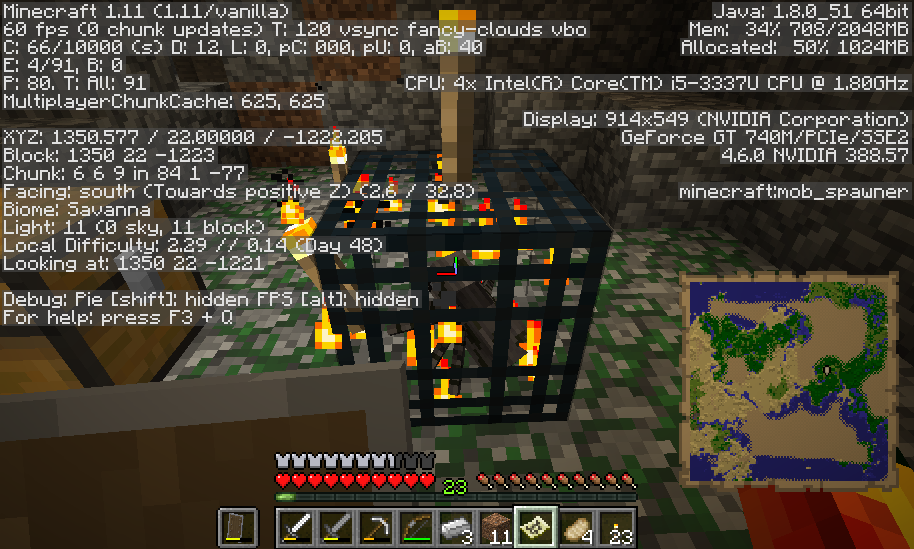 Minecraft 1.11 (1.11/vanilla)
60 fps (0 chunk updates) T: 120 vsync fancy-clouds vbo
C: 66/10000 (s) D: 12, L: 0, pC: 000, pU: 0, aB: 40
E: 4/91, B: 0
P: 80. T: All: 91
MultiplayerChunkCache: 625, 625
XYZ: 1350.577 / 22.00000 / -1222.205
Block: 1350 22 -1223
Chunk: 6 6 9 in 84 1 -77
Facing: south (Towards positive Z) (2.6 / 32.8)
Biome: Savanna
Light: 11 (0 sky, 11 block)
Local Difficulty: 2.29 // 0.14 (Day 48)
Looking at: 1350 22 -1221
Debug: Pie [shift]: hidden FPS [alt]: hidden
For help: press F3 + Q
Java: 1.8.0_51 64bit
Mem: 34% 708/2048MB
Allocated: 50% 1024MB
CPU: 4x Intel(R) Core(TM) i5-3337U CPU @ 1.80GHz
Display: 914x549 (NVIDIA Corporation)
GeForce GT 740M/PCIe/SSE2
4.6.0 NVIDIA 388.57
minecraft:mob_spawner
23
3
11
4
23